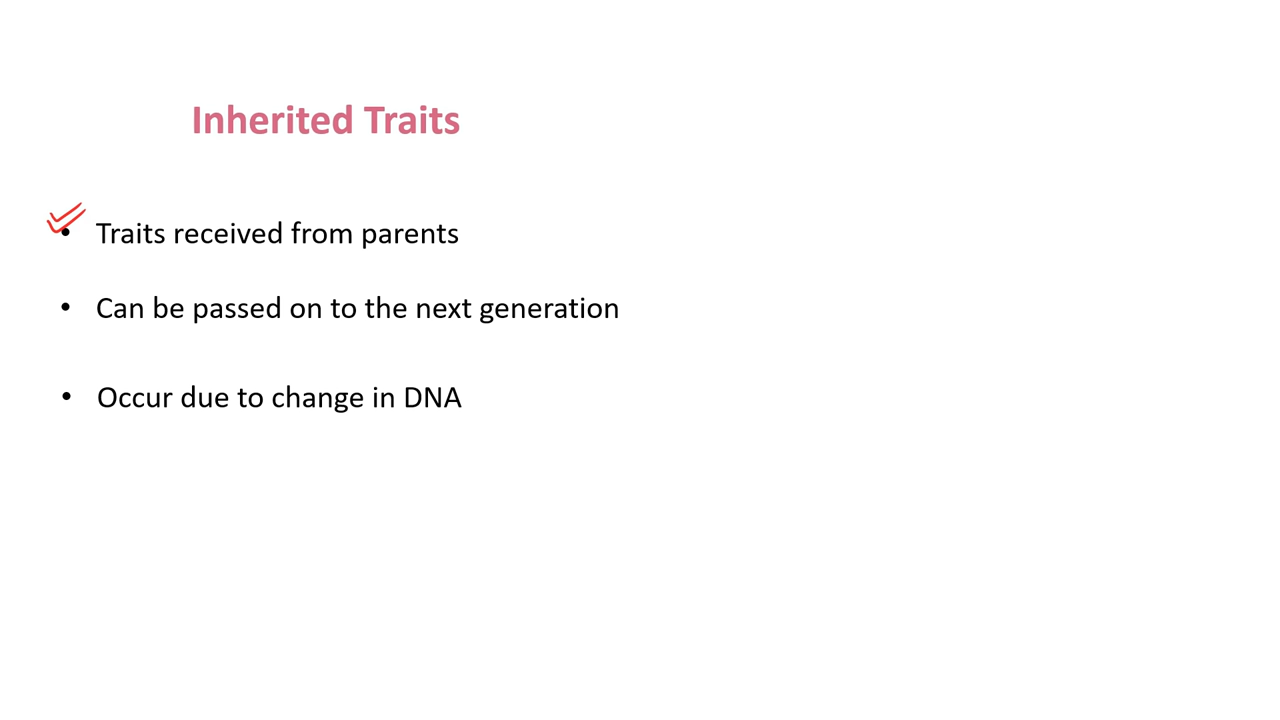 Inherited Traits
• Traits received from parents
• Can be passed on to the next generation
• Occur due to change in DNA